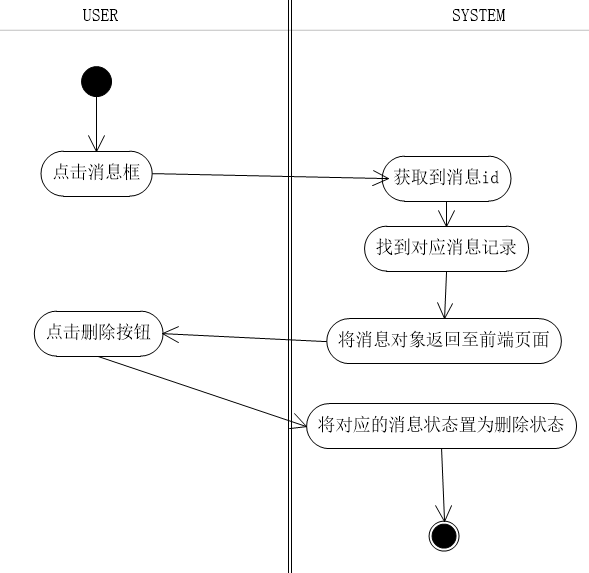 USER
SYSTEM
点击消息框
获取到消息id
找到对应消息记录
将消息对象返回至前端页面
点击删除按钮
将对应的消息状态置为删除状态